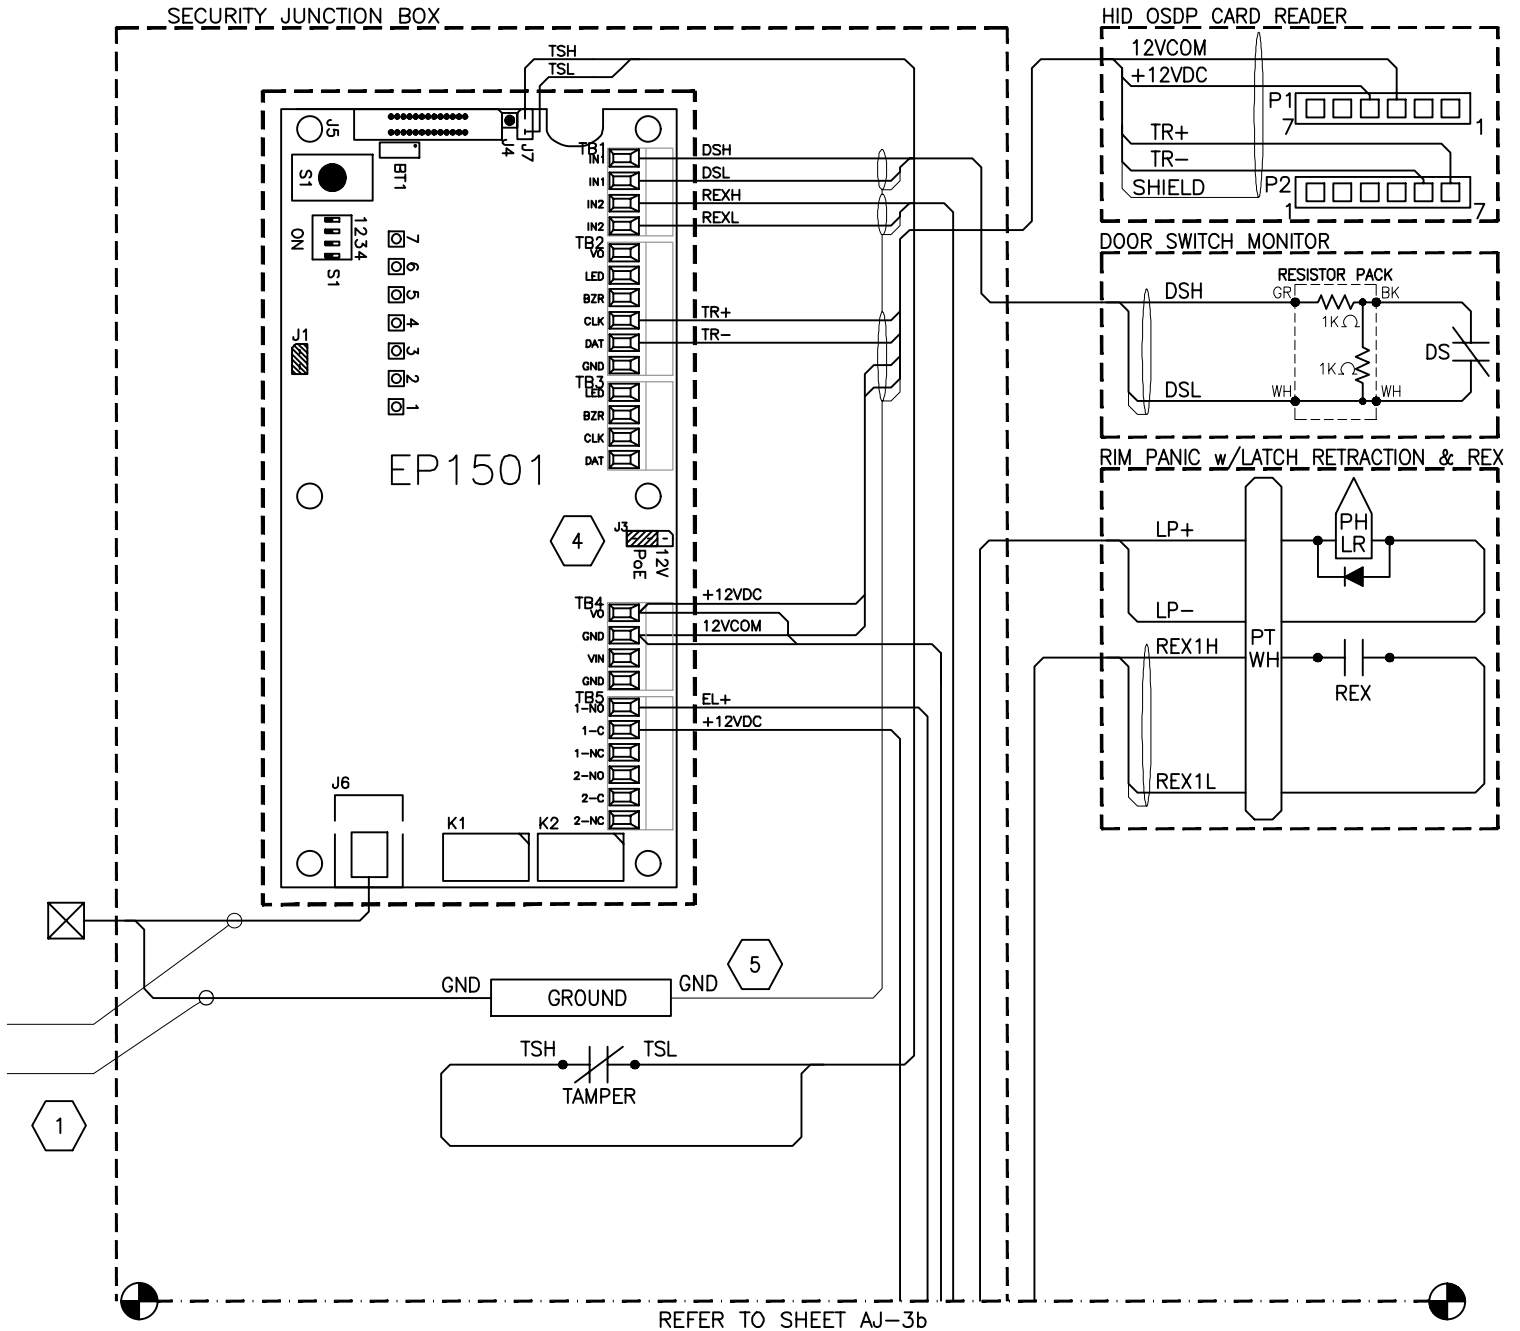 SECURITY JUNCTION BOX
TSH
TSL
J5
J4
J7
BT1
S1
ON
1234
S1
7
6
5
4
3
2
1
J1
EP1501
TB1
IN1
IN1
IN2
IN2
TB2
VO
LED
BZR
CLK
DAT
GND
TB3
LED
BZR
CLK
DAT
J3
PoE
12V
4
TB4
VO
GND
VIN
GND
TB5
1-NO
1-C
1-NC
2-NO
2-C
2-NC
J6
K1
K2
DSH
DSL
REXH
REXL
TR+
TR-
+12VDC
12VCOM
EL+
+12VDC
GND
GROUND
GND
5
TSH
TSL
TAMPER
1
HID OSDP CARD READER
12VCOM
+12VDC
P1
7
1
TR+
TR-
SHIELD
P2
1
7
DOOR SWITCH MONITOR
RESISTOR PACK
DSH
GR
BK
1KΩ
1KΩ
DS
DSL
WH
WH
RIM PANIC w/LATCH RETRACTION & REX
LP+
PH
LR
LP-
PT
WH
REX1H
REX
REX1L
REFER TO SHEET AJ-3b